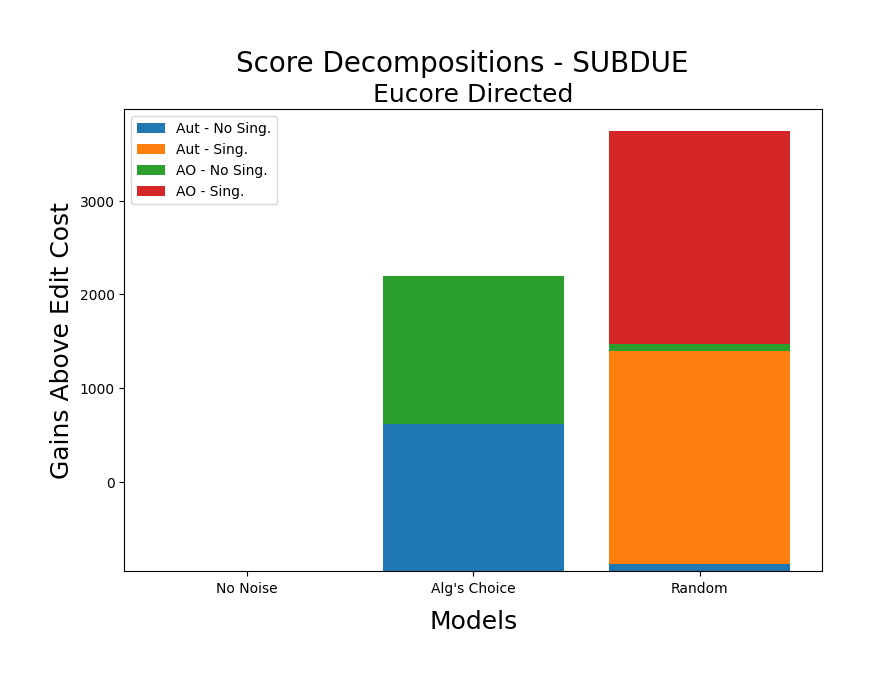 Score Decompositions - SUBDUE
Eucore Directed
Aut - No Sing.
Aut - Sing.
AO - No Sing.
AO - Sing.
Gains Above Edit Cost
3000
2000
1000
0
No Noise
Alg's Choice
Random
Models